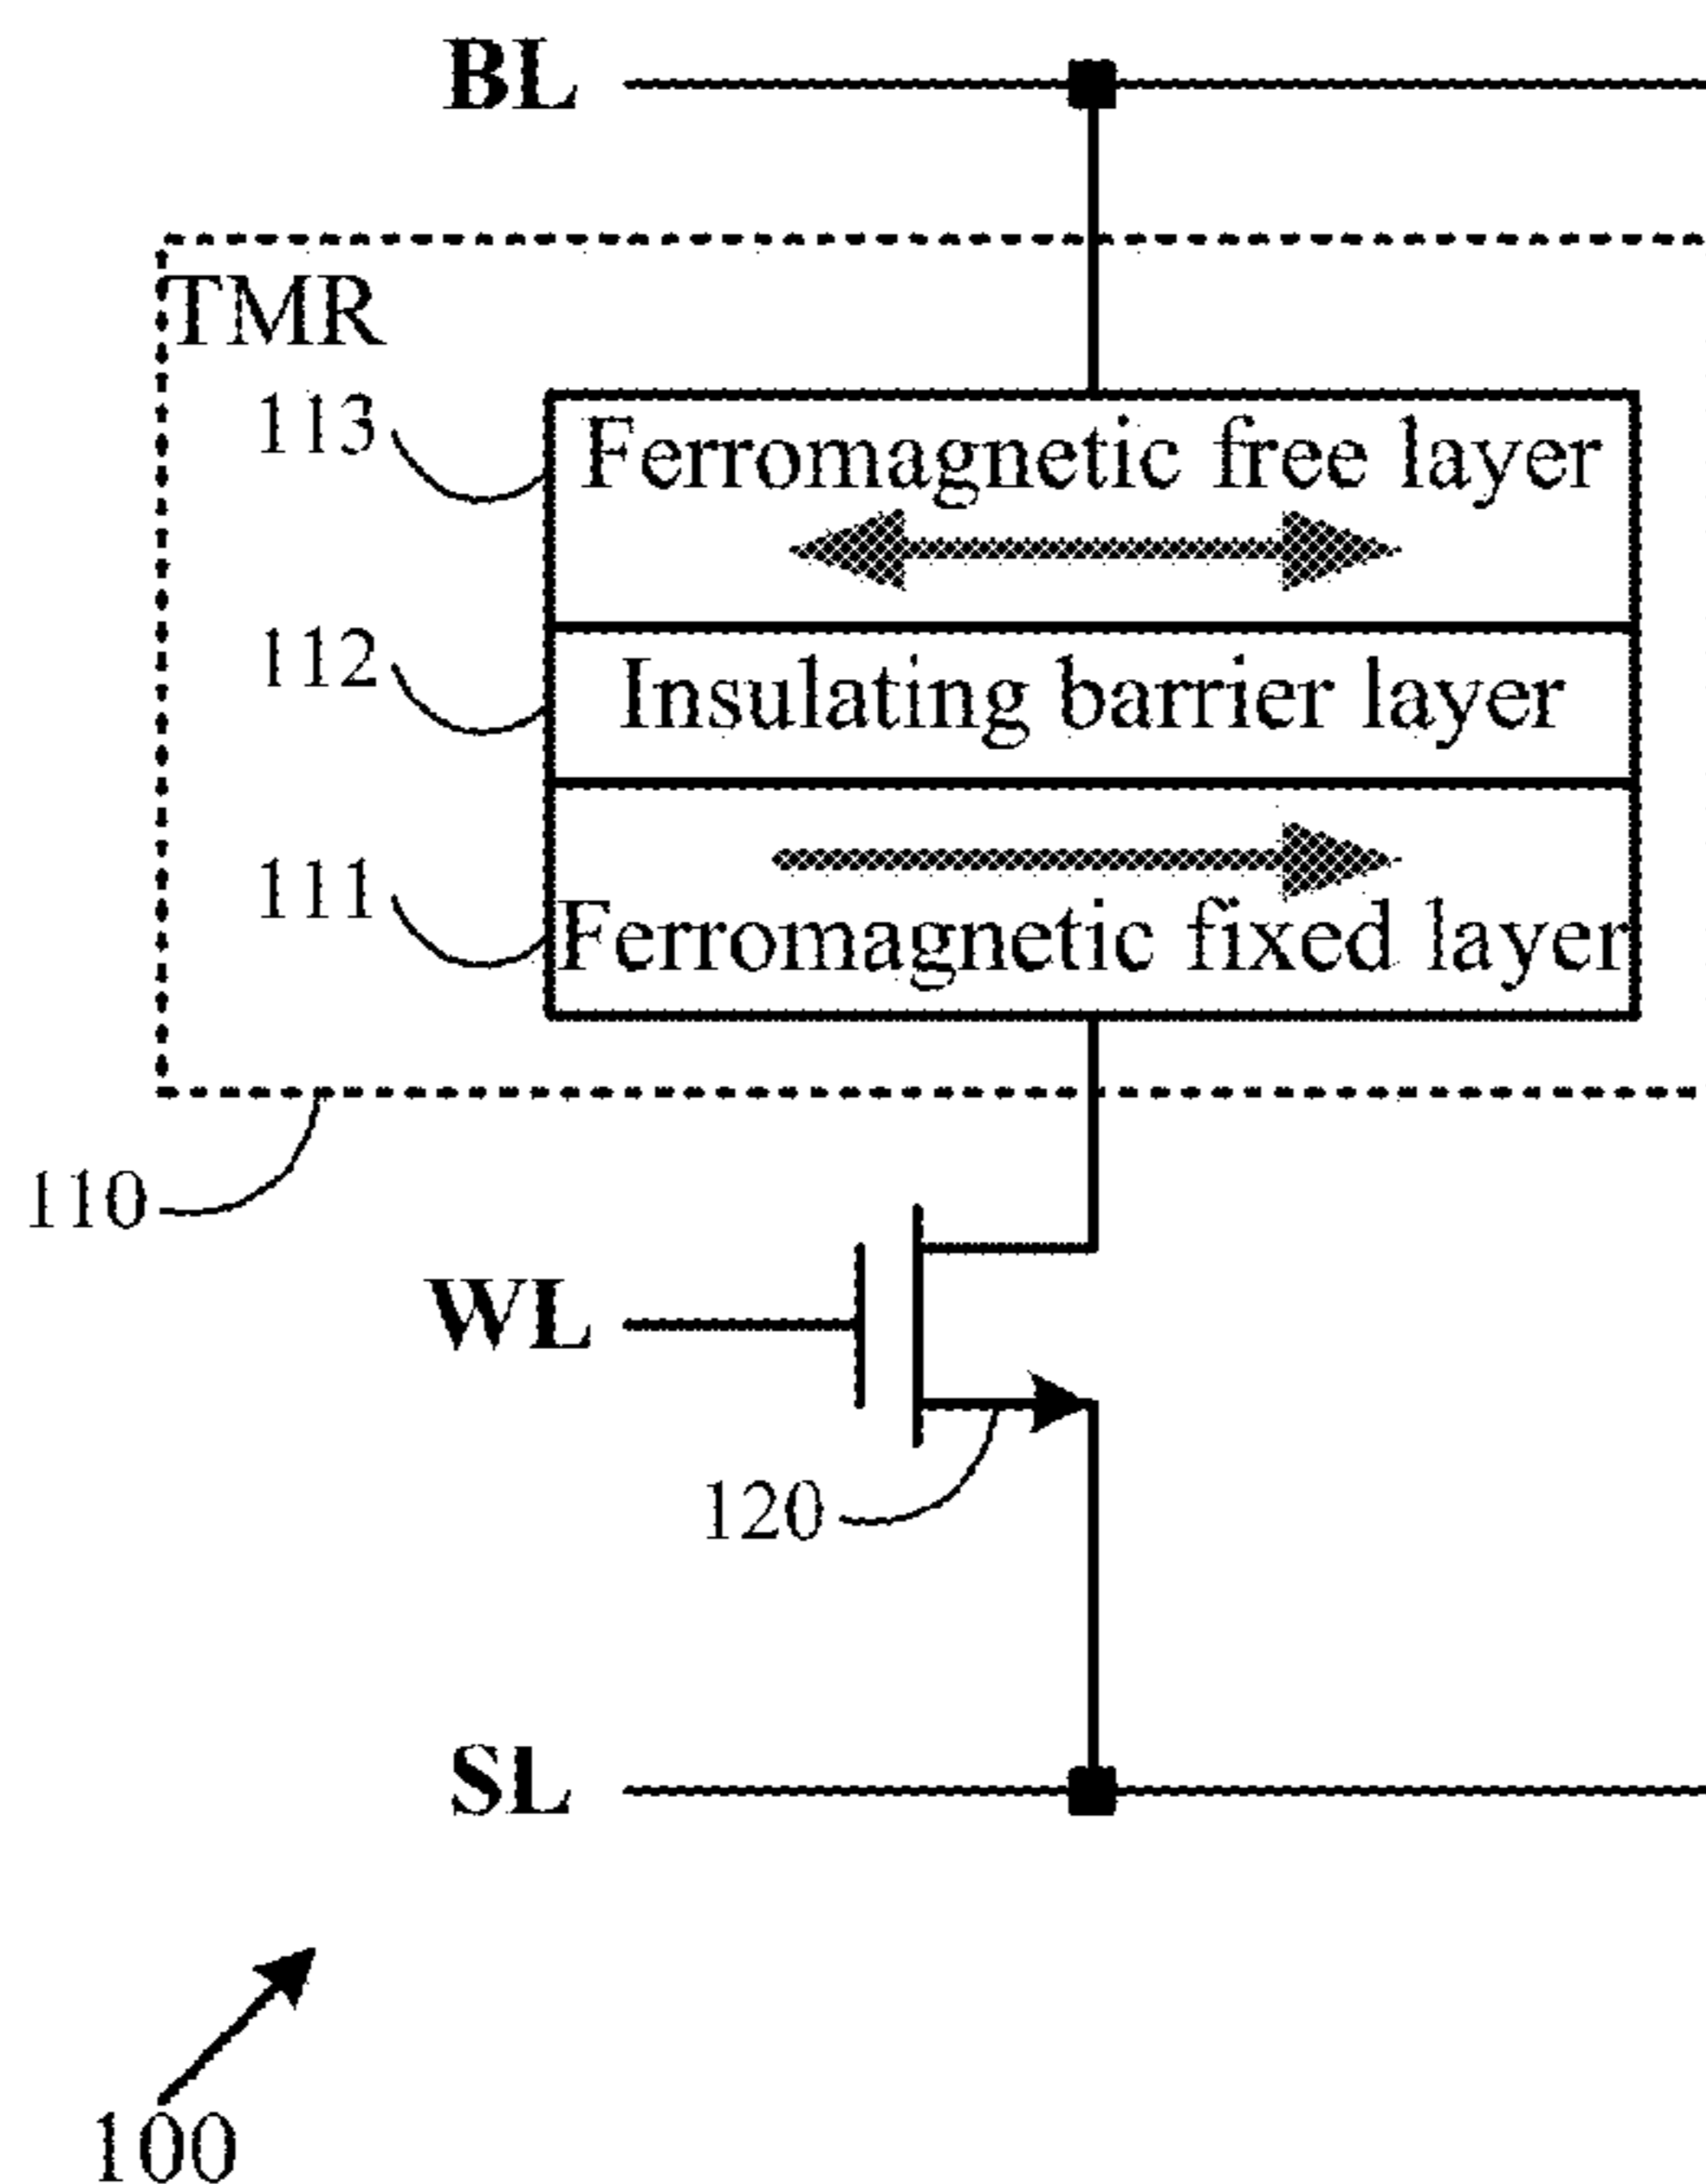 BL
TMR
113
Ferromagnetic free layer
112
Insulating barrier layer
111
Ferromagnetic fixed layer
110
WL
120
SL
100